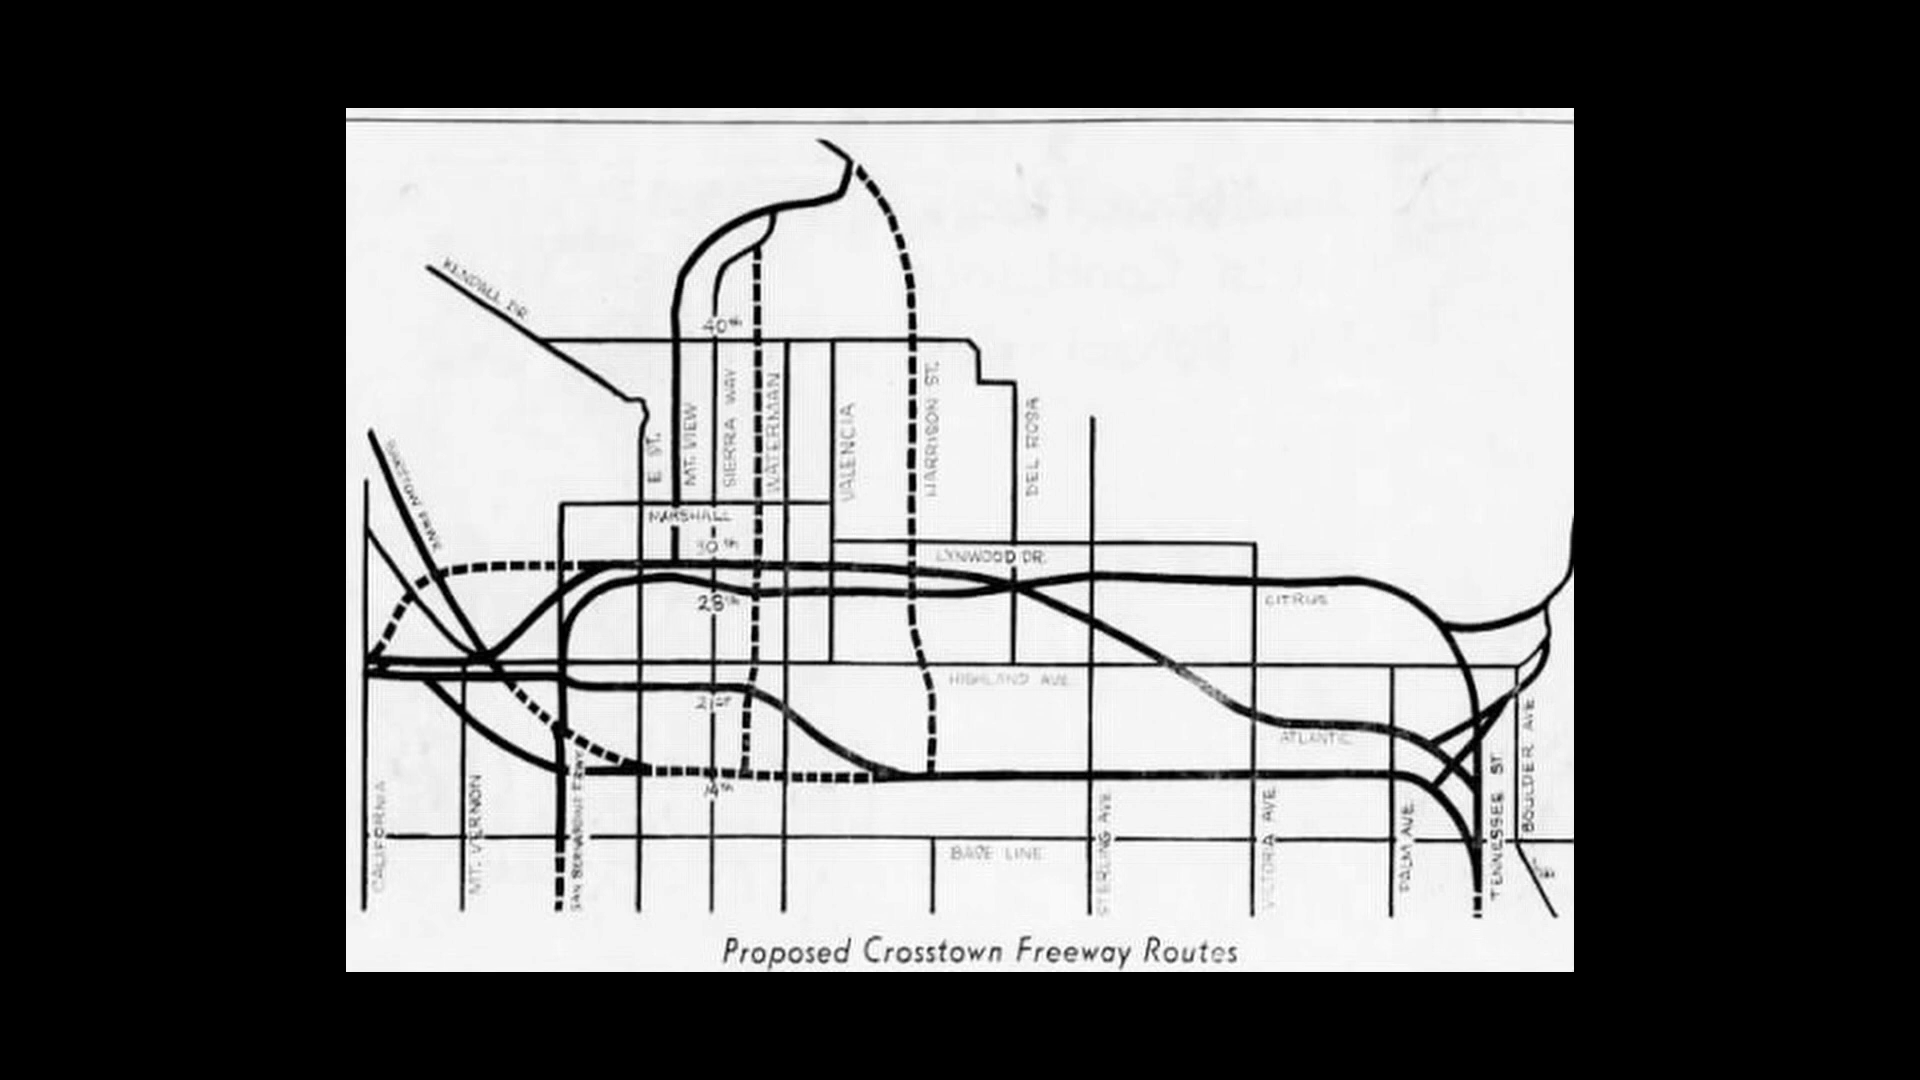 KENDALL DR.
40th
BARSTOW FRWY.
E ST.
MT. VIEW
SIERRA WAY
WATERMAN
VALENCIA
HARRISON ST.
DEL ROSA
MARSHALL
30th
LYNWOOD DR.
28th
CITRUS
HIGHLAND AVE.
ATLANTIC
14th
CALIFORNIA
MT. VERNON
SAN BERNARDINO FRWY.
BASE LINE
STERLING AVE.
VICTORIA AVE.
PALM AVE.
TENNESSEE ST.
BOULDER AVE
Proposed Crosstown Freeway Routes